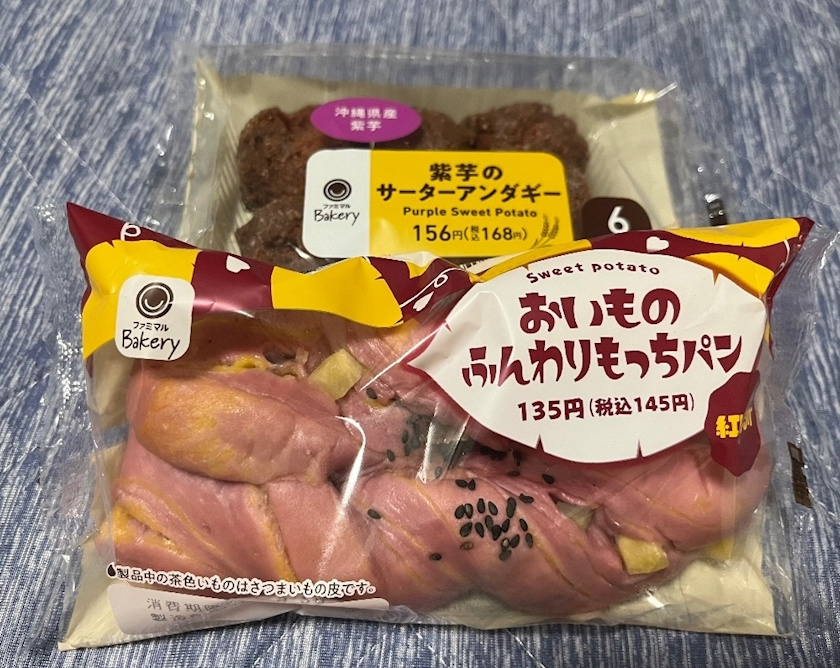 沖縄県産
紫芋
ファミマル
Bakery
紫芋の
サーターアンダギー
Purple Sweet Potato
156円(税込168円)
6
ファミマル
Bakery
Sweet potato
おいもの
ふんわりもっちパン
135円(税込145円)
製品中の茶色いものはさつまいもの皮です。
消費期限